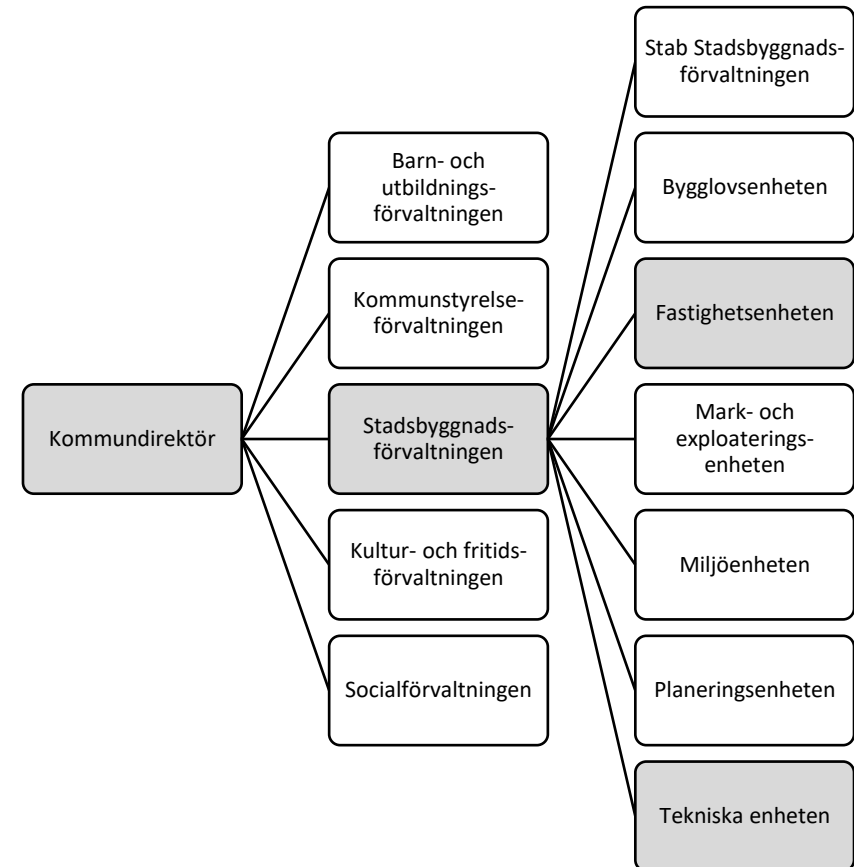 Kommundirektör
Barn- och
utbildnings-
förvaltningen
Kommunstyrelse-
förvaltningen
Stadsbyggnads-
förvaltningen
Kultur- och fritids-
förvaltningen
Socialförvaltningen
Stab Stadsbyggnads-
förvaltningen
Bygglovsenheten
Fastighetsenheten
Mark- och
exploaterings-
enheten
Miljöenheten
Planeringsenheten
Tekniska enheten